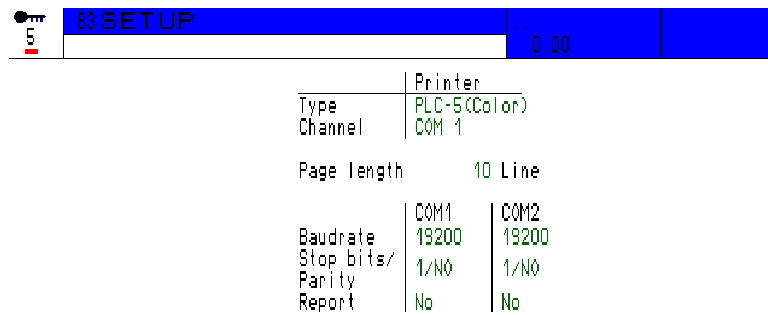 83 SETUP
5
0.00
Printer
Type PLC-5(Color)
Channel COM 1
Page length 40 Line
COM1 COM2
Baudrate 19200 19200
Stop bits/
Parity 1/NO 1/NO
Report No No